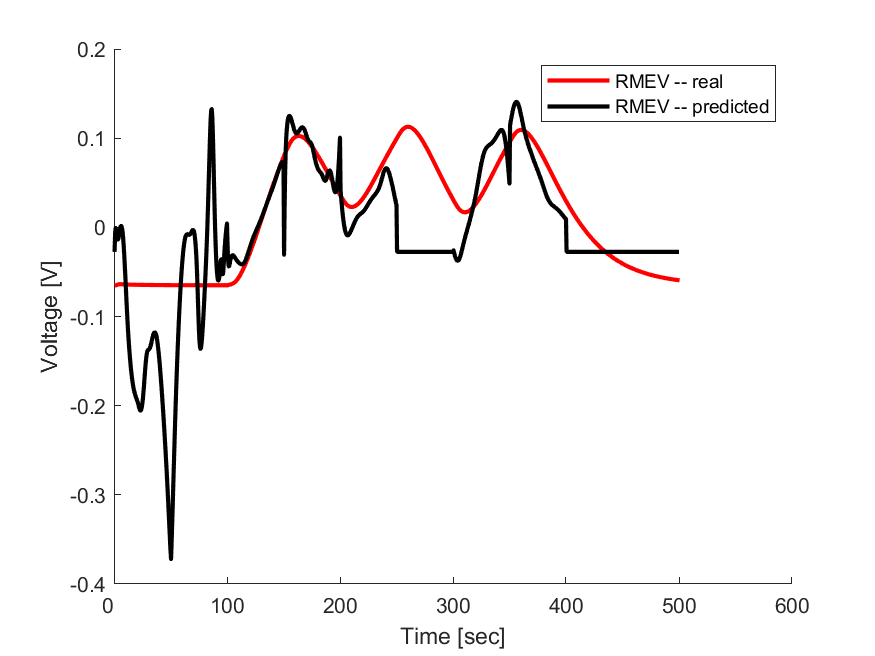 0.2
0.1
0
-0.1
-0.2
-0.3
-0.4
Voltage [V]
RMEV -- real
RMEV -- predicted
0 100 200 300 400 500 600
Time [sec]